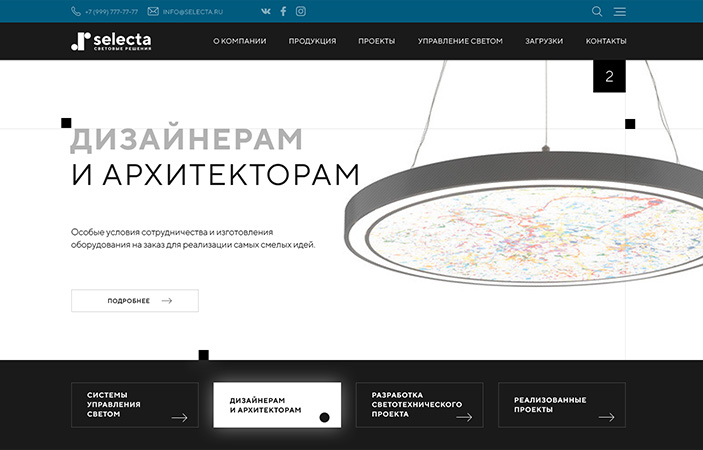 +7 (999) 777-77-77 INFO@SELECTA.RU
selecta
СВЕТОВЫЕ РЕШЕНИЯ
О КОМПАНИИ ПРОДУКЦИЯ ПРОЕКТЫ УПРАВЛЕНИЕ СВЕТОМ ЗАГРУЗКИ КОНТАКТЫ
2
ДИЗАЙНЕРАМ
И АРХИТЕКТОРАМ
Особые условия сотрудничества и изготовления
оборудования на заказ для реализации самых смелых идей.
ПОДРОБНЕЕ
СИСТЕМЫ
УПРАВЛЕНИЯ
СВЕТОМ
ДИЗАЙНЕРАМ
И АРХИТЕКТОРАМ
РАЗРАБОТКА
СВЕТОТЕХНИЧЕСКОГО
ПРОЕКТА
РЕАЛИЗОВАННЫЕ
ПРОЕКТЫ